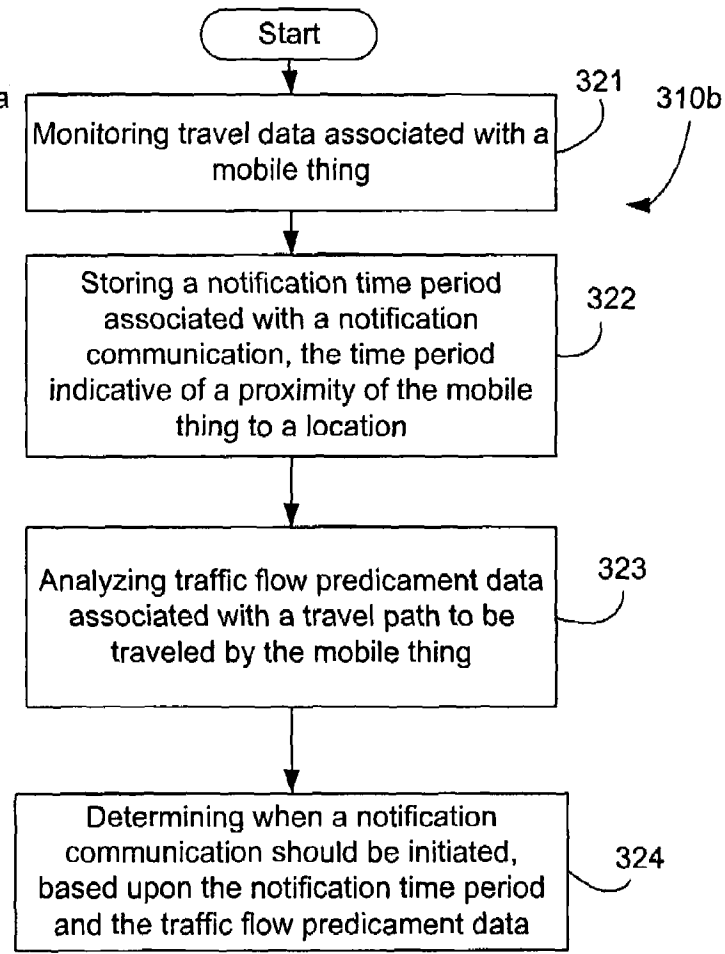 Start
a
321
310b
Monitoring travel data associated with a
mobile thing
Storing a notification time period
associated with a notification
communication, the time period
indicative of a proximity of the mobile
thing to a location
322
Analyzing traffic flow predicament data
associated with a travel path to be
traveled by the mobile thing
323
Determining when a notification
communication should be initiated,
based upon the notification time period
and the traffic flow predicament data
324